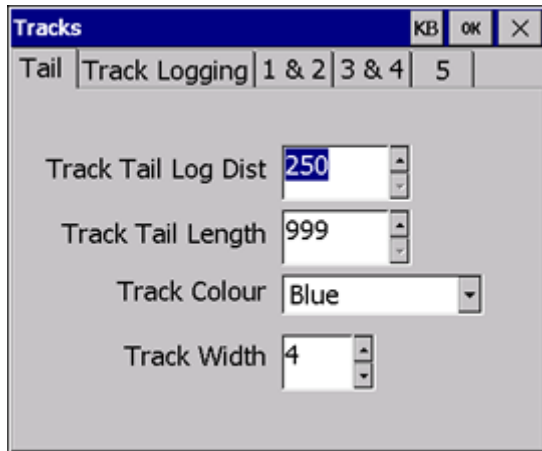 Tracks KB OK X
Tail Track Logging 1 & 2 3 & 4 5
Track Tail Log Dist 250
Track Tail Length 999
Track Colour Blue
Track Width 4